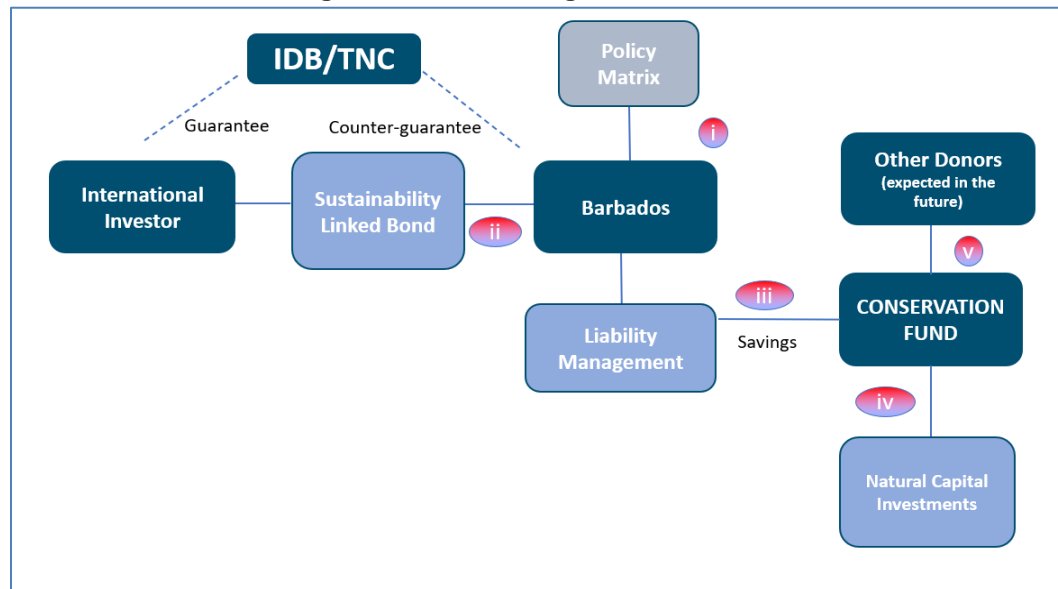 IDB/TNC
Policy
Matrix
Guarantee
Counter-guarantee
i
International
Investor
Sustainability
Linked Bond
ii
Barbados
Other Donors
(expected in the
future)
v
Liability
Management
iii
Savings
CONSERVATION
FUND
iv
Natural Capital
Investments